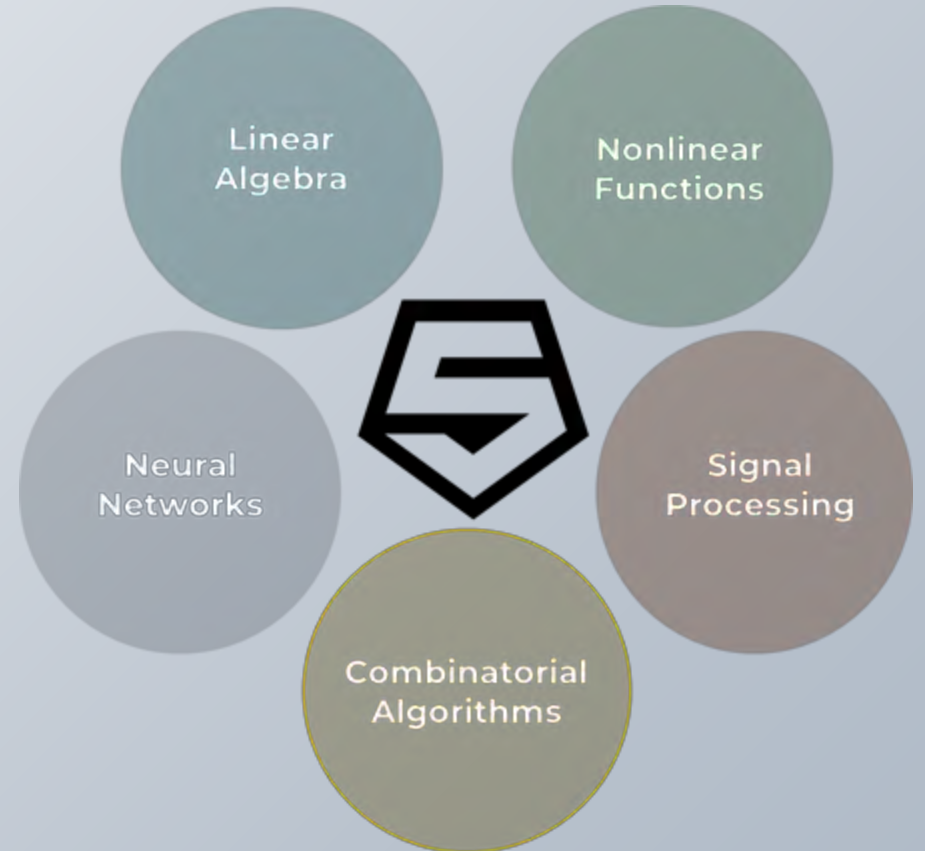 Linear
Algebra
Nonlinear
Functions
Neural
Networks
Signal
Processing
Combinatorial
Algorithms